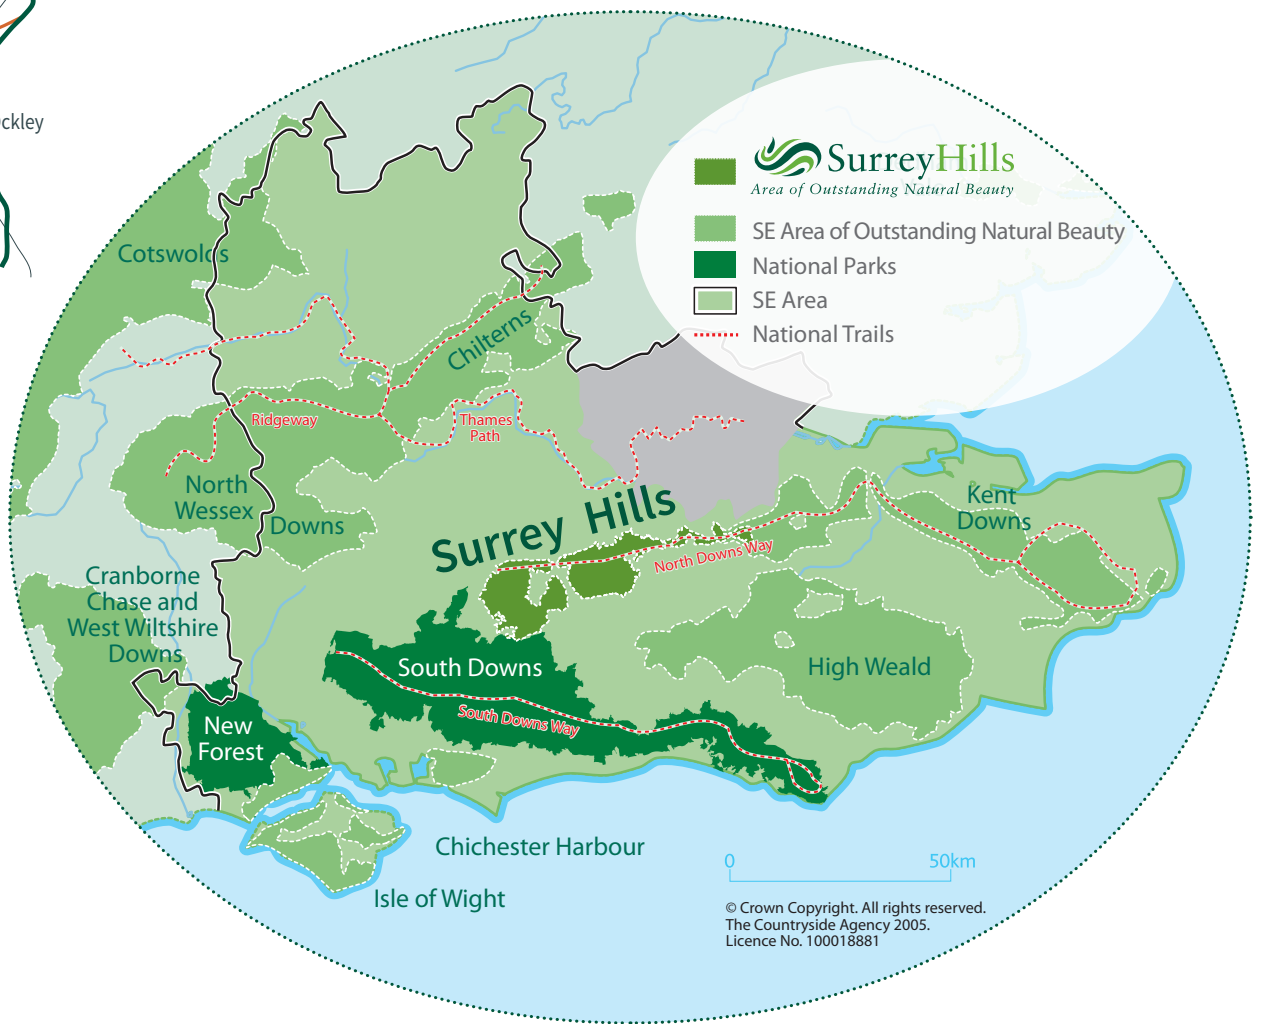 ckley
SurreyHills
Area of Outstanding Natural Beauty
SE Area of Outstanding Natural Beauty
National Parks
SE Area
National Trails
Cotswolds
Chilterns
Ridgeway
Thames
Path
North
Wessex
Downs
Surrey Hills
Kent
Downs
North Downs Way
Cranborne
Chase and
West Wiltshire
Downs
South Downs
High Weald
South Downs Way
New
Forest
Chichester Harbour
Isle of Wight
0
50km
© Crown Copyright. All rights reserved.
The Countryside Agency 2005.
Licence No. 100018881